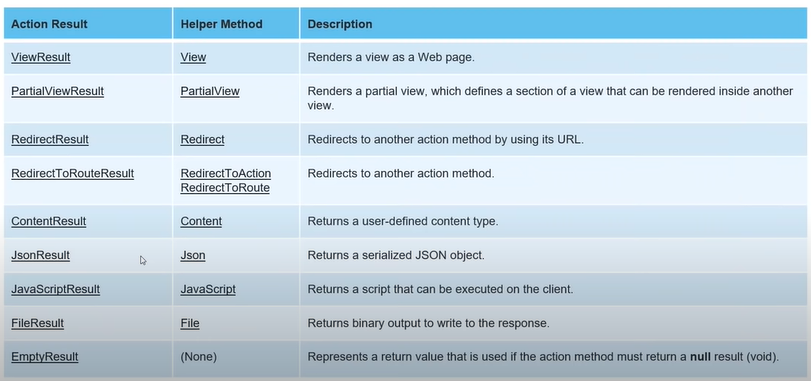 Action Result Helper Method Description
ViewResult View Renders a view as a Web page.
PartialViewResult PartialView Renders a partial view, which defines a section of a view that can be rendered inside another
view.
RedirectResult Redirect Redirects to another action method by using its URL.
RedirectToRouteResult RedirectToAction Redirects to another action method.
RedirectToRoute
ContentResult Content Returns a user-defined content type.
JsonResult Json Returns a serialized JSON object.
JavaScriptResult JavaScript Returns a script that can be executed on the client.
FileResult File Returns binary output to write to the response.
EmptyResult (None) Represents a return value that is used if the action method must return a null result (void).